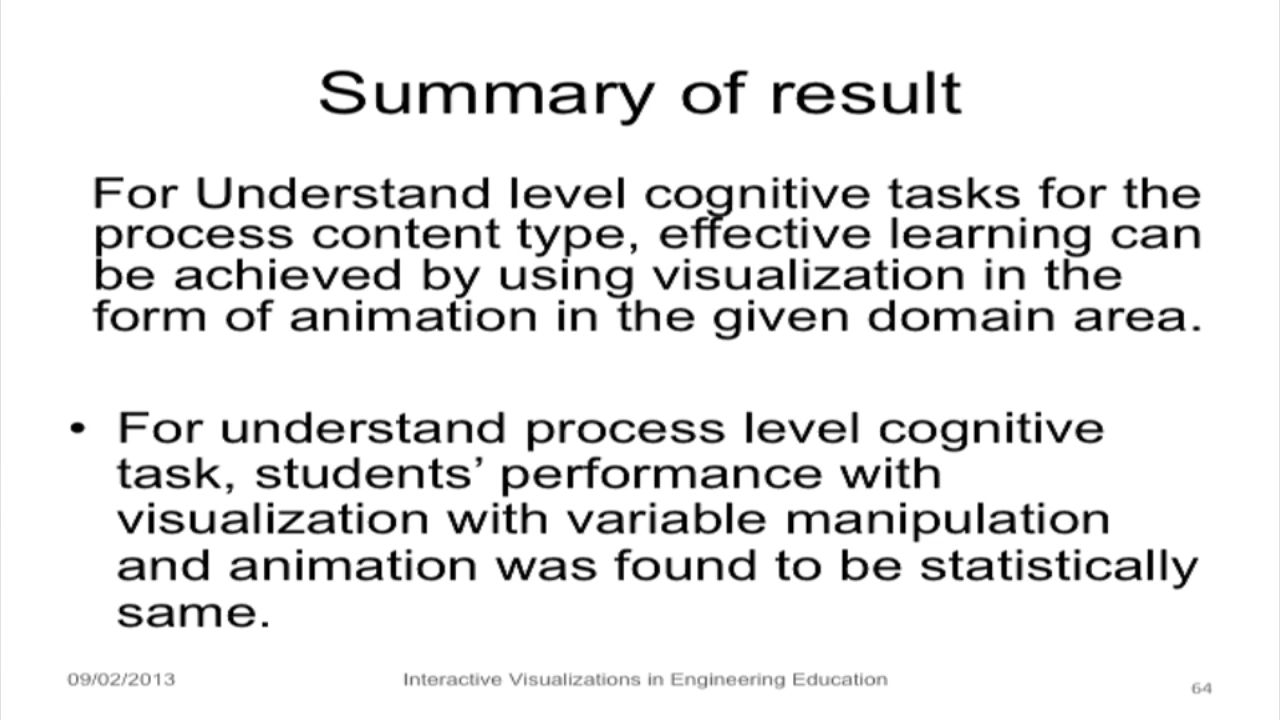 Summary of result
For Understand level cognitive tasks for the
process content type, effective learning can
be achieved by using visualization in the
form of animation in the given domain area.
• For understand process level cognitive
task, students’ performance with
visualization with variable manipulation
and animation was found to be statistically
same.
09/02/2013 Interactive Visualizations in Engineering Education 64